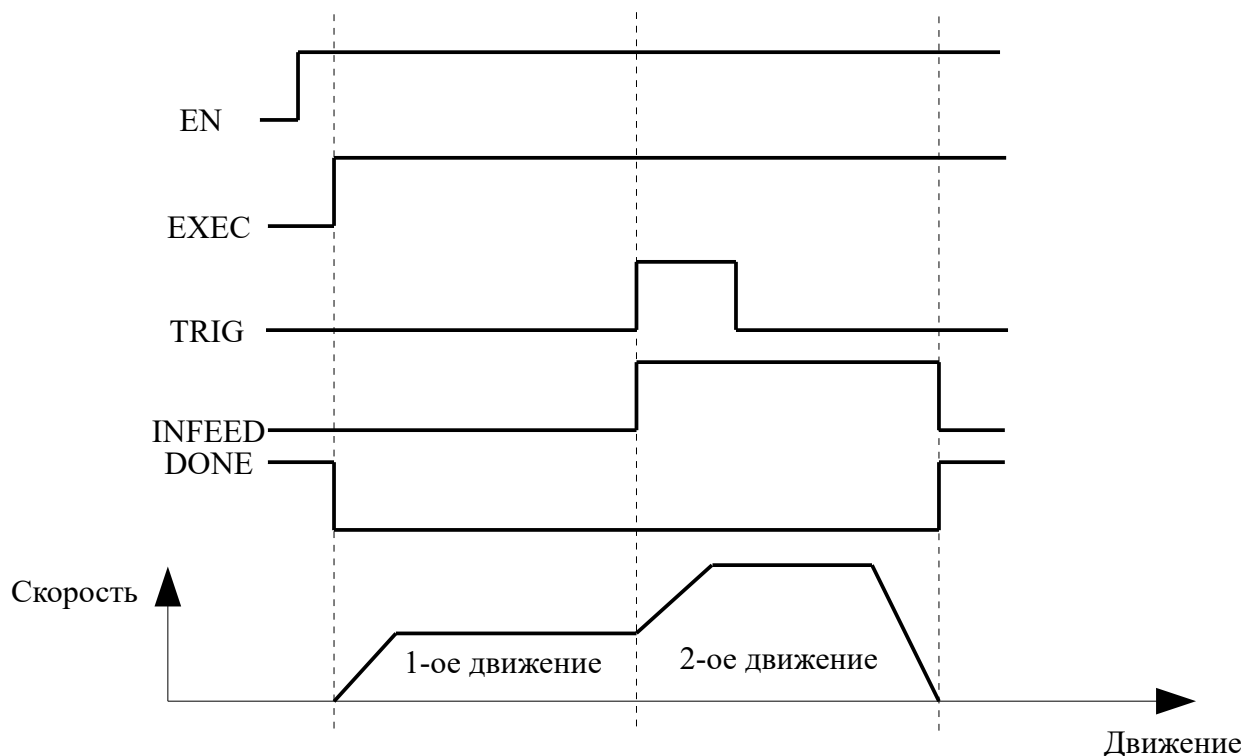 EN
EXEC
TRIG
INFEED
DONE
Скорость
1-ое движение
2-ое движение
Движение